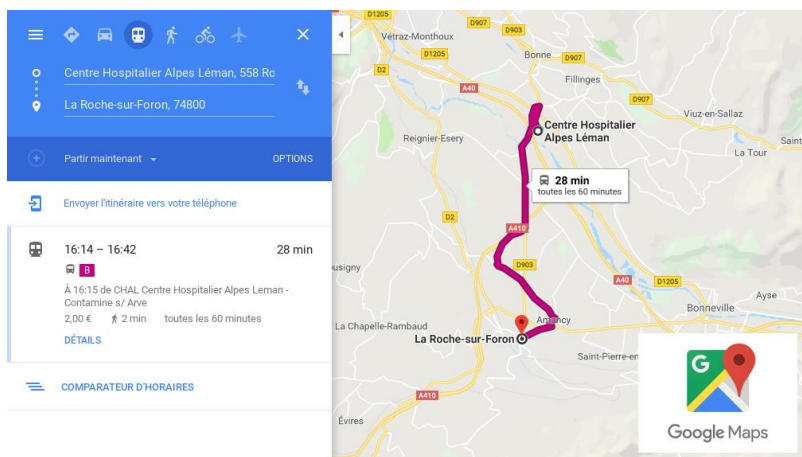 Centre Hospitalier Alpes Léman, 558 Ro
La Roche-sur-Foron, 74800
Partir maintenant
OPTIONS
Envoyer l'itinéraire vers votre téléphone
16:14 – 16:42
28 min
B
À 16:15 de CHAL Centre Hospitalier Alpes Leman -
Contamine s/ Arve
2,00 €
2 min
toutes les 60 minutes
DÉTAILS
COMPARATEUR D'HORAIRES
D1205
D907
D903
Vétraz-Monthoux
D1205
Bonne
D2
Fillinges
A40
D907
Viuz-en-Sallaz
Centre Hospitalier
Alpes Léman
Reignier-Esery
Saint
La Tour
28 min
toutes les 60 minutes
D2
A410
usigny
D903
A40
D1205
Ayse
Bonneville
La Chapelle-Rambaud
Amancy
La Roche-sur-Foron
Saint-Pierre-en
A410
Évires
G
Google Maps